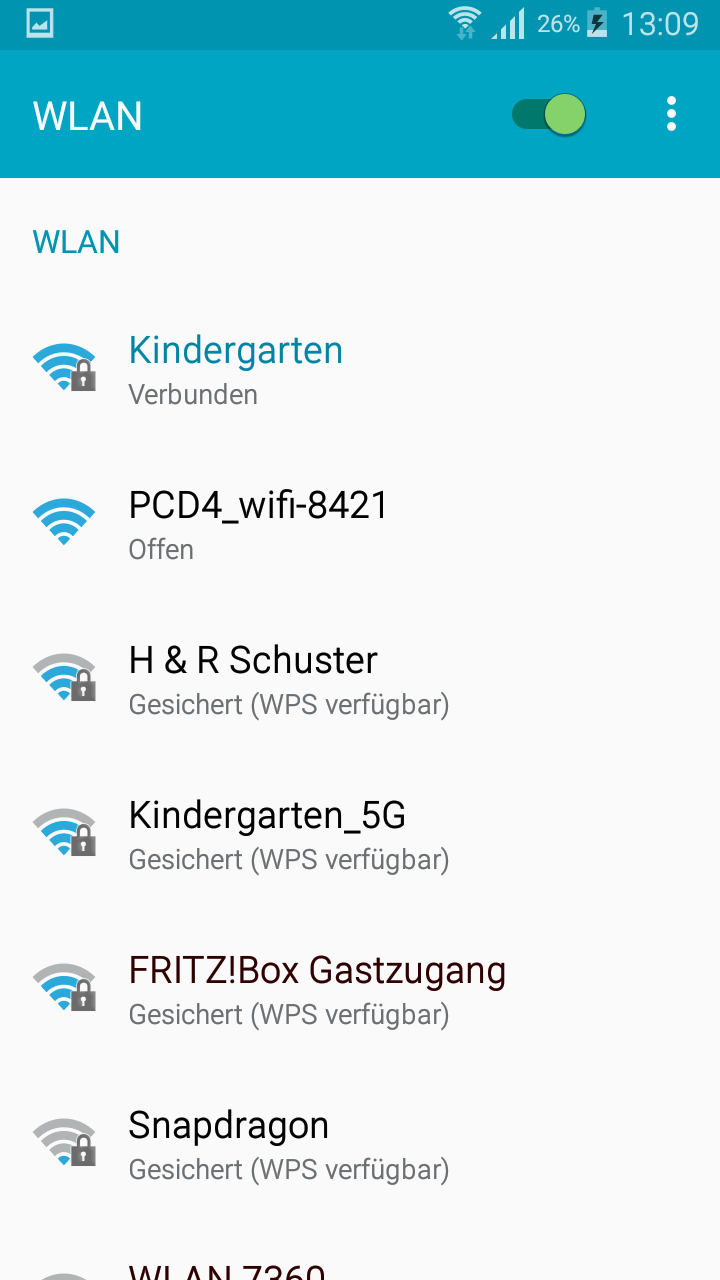 26% 13:09
WLAN
WLAN
Kindergarten
Verbunden
PCD4_wifi-8421
Offen
H & R Schuster
Gesichert (WPS verfügbar)
Kindergarten_5G
Gesichert (WPS verfügbar)
FRITZ!Box Gastzugang
Gesichert (WPS verfügbar)
Snapdragon
Gesichert (WPS verfügbar)
WLAN 7360